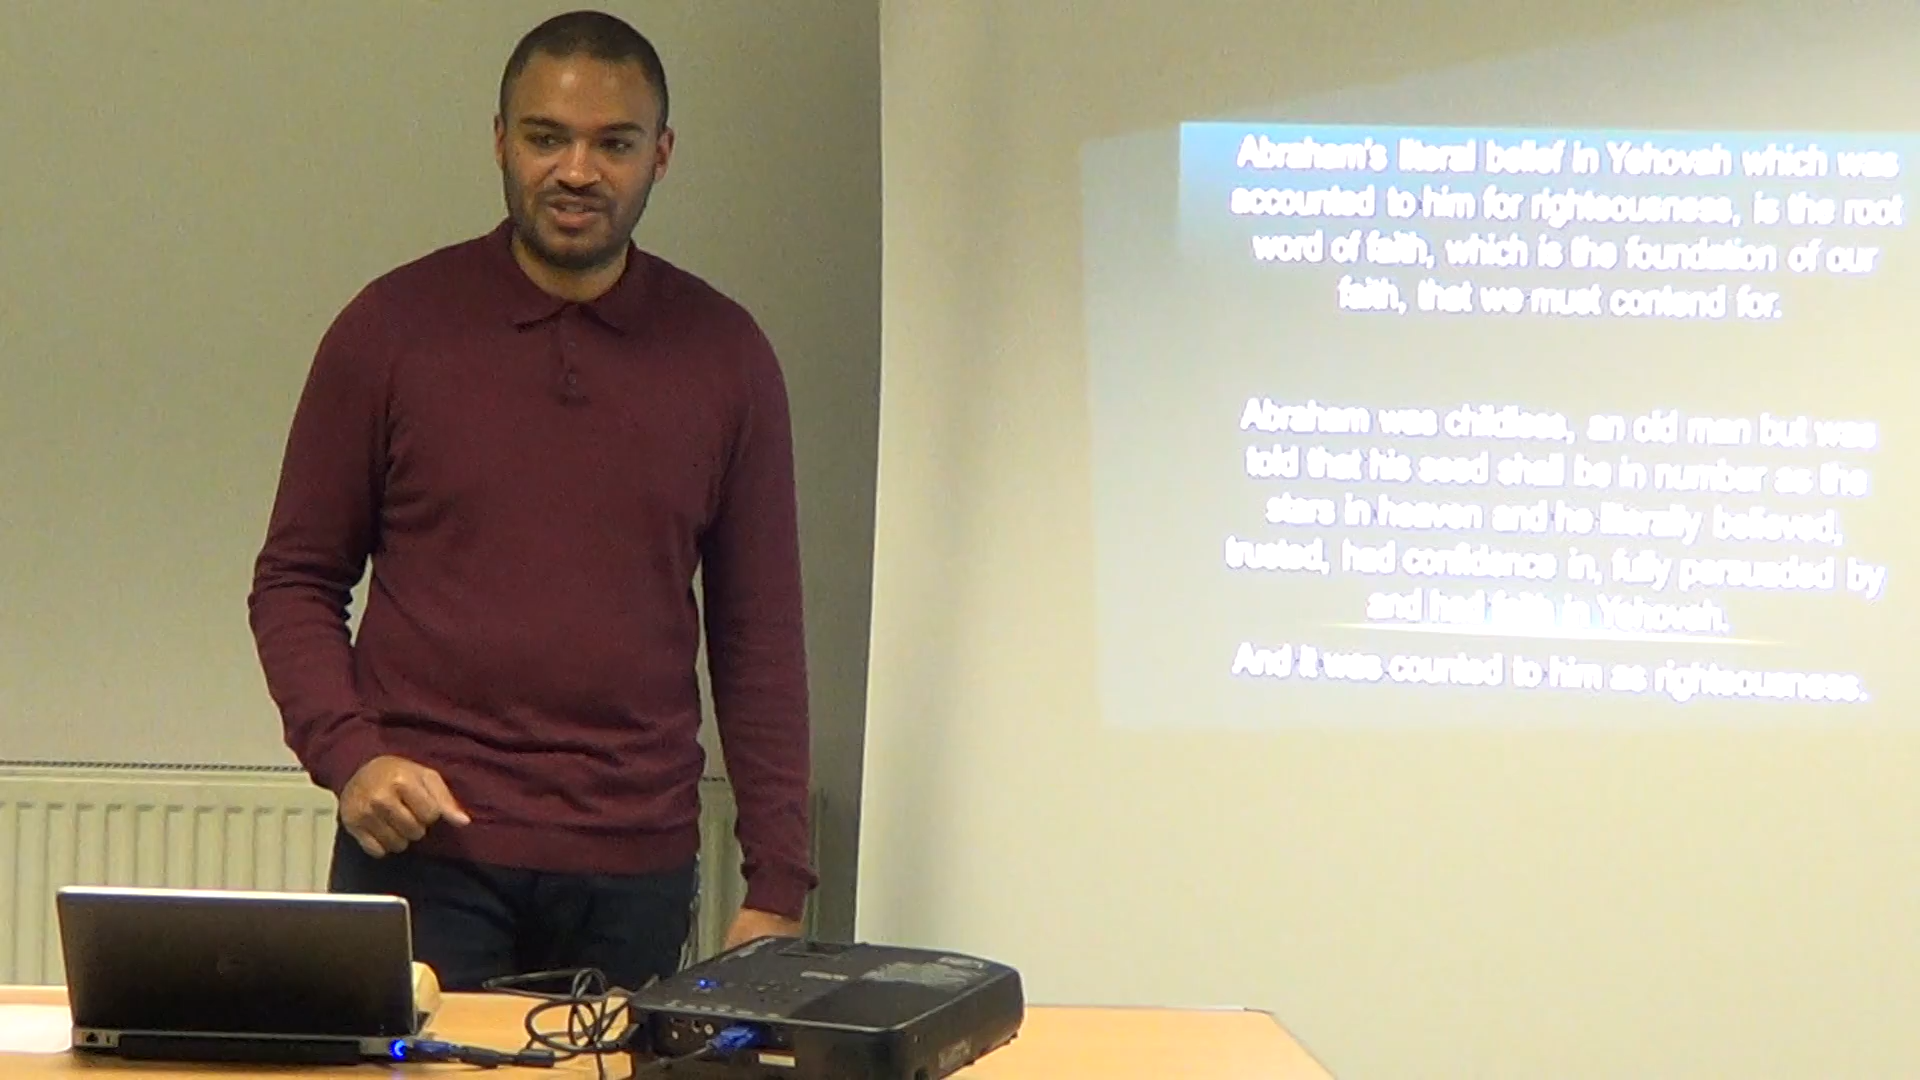 Abraham's literal belief in Yehovah which was
accounted to him for righteousness, is the root
word of faith, which is the foundation of our
faith, that we must contend for.
Abraham was childless, an old man but was
told that his seed shall be in number as the
stars in heaven and he literally believed,
trusted, had confidence in, fully persuaded by
and had faith in Yehovah.
And it was counted to him as righteousness.